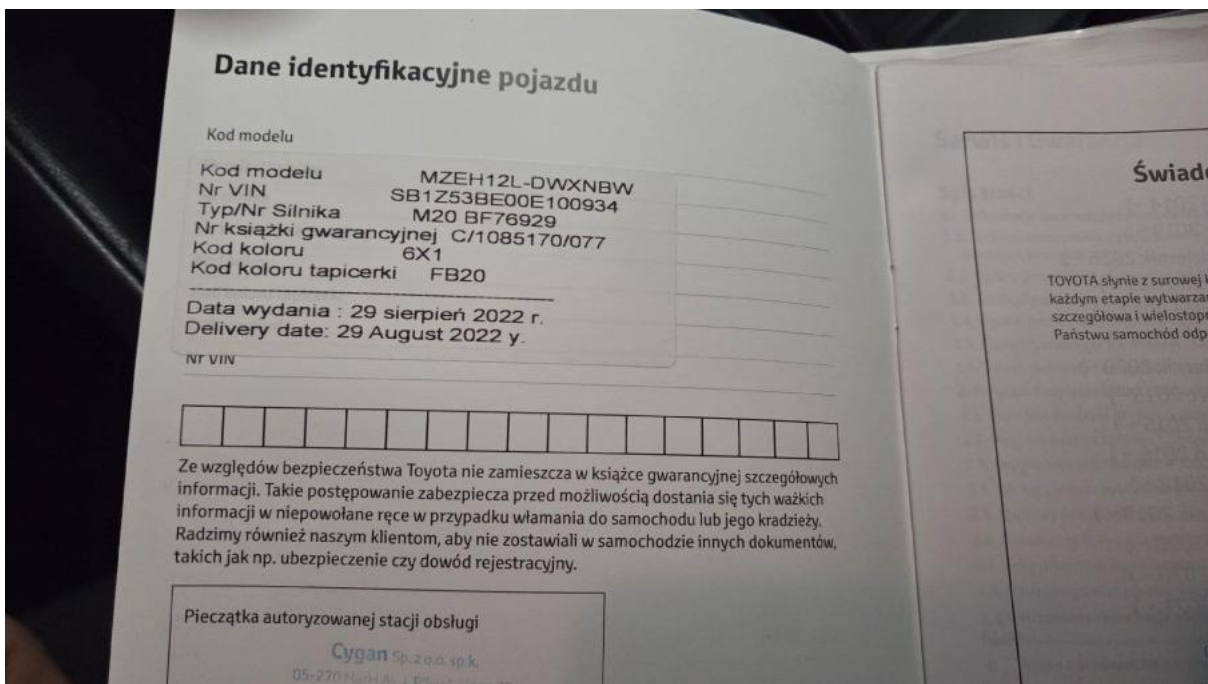 Dane identyfikacyjne pojazdu
Kod modelu
Kod modelu MZEH12L-DWXNBW
Nr VIN SB1Z53BE00E100934
Typ/Nr Silnika M20 BF76929
Nr książki gwarancyjnej C/1085170/077
Kod koloru 6X1
Kod koloru tapicerki FB20
Data wydania : 29 sierpień 2022 r.
Delivery date: 29 August 2022 y.
Nr VIN
Ze względów bezpieczeństwa Toyota nie zamieszcza w książce gwarancyjnej szczegółowych
informacji. Takie postępowanie zabezpiecza przed możliwością dostania się tych ważkich
informacji w niepowołane ręce w przypadku włamania do samochodu lub jego kradzieży.
Radzimy również naszym klientom, aby nie zostawiali w samochodzie innych dokumentów,
takich jak np. ubezpieczenie czy dowód rejestracyjny.
Pieczątka autoryzowanej stacji obsługi
Cygan Sp. z o.o. sp.k.
05-220
Świad
TOYOTA słynie z surowej
każdym etapie wytwarza
szczegółowa i wielostop
Państwu samochód odp